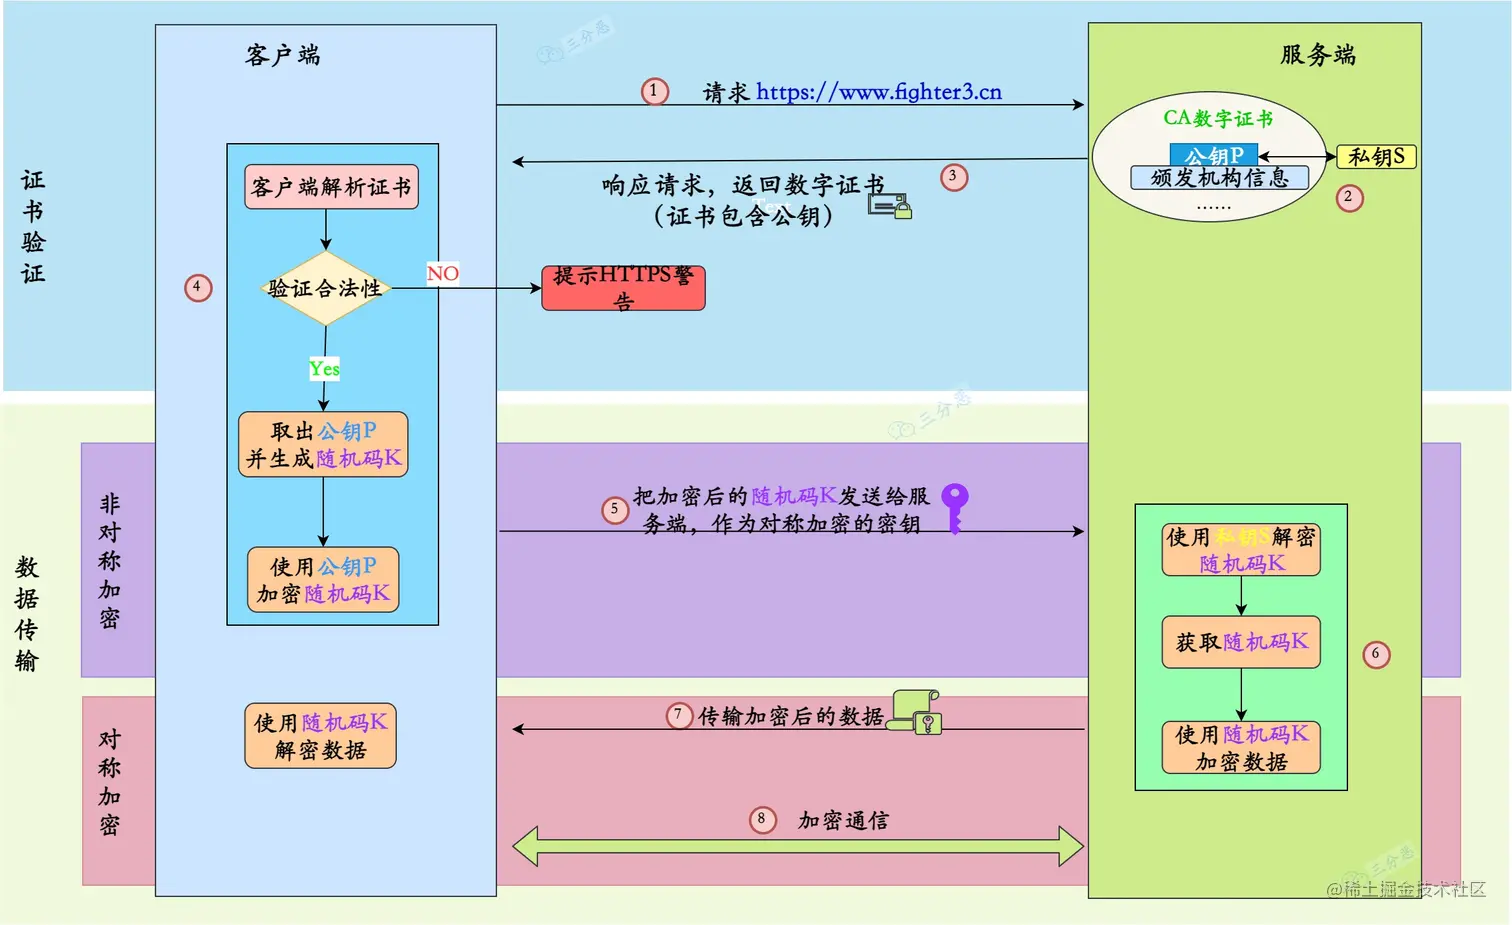 客户端
服务端
三分恶
1
请求 https://www.fighter3.cn
CA数字证书
公钥P
私钥S
颁发机构信息
......
2
3
响应请求，返回数字证书
Text
（证书包含公钥）
证书验证
客户端解析证书
4
验证合法性
NO
提示HTTPS警
告
Yes
三分恶
取出公钥P
并生成随机码K
非对称加密
5
把加密后的随机码K发送给服
务端，作为对称加密的密钥
使用私钥S解密
随机码K
数据传输
使用公钥P
加密随机码K
获取随机码K
6
7
传输加密后的数据
使用随机码K
解密数据
使用随机码K
加密数据
对称加密
8
加密通信
三分恶
@稀土掘金技术社区